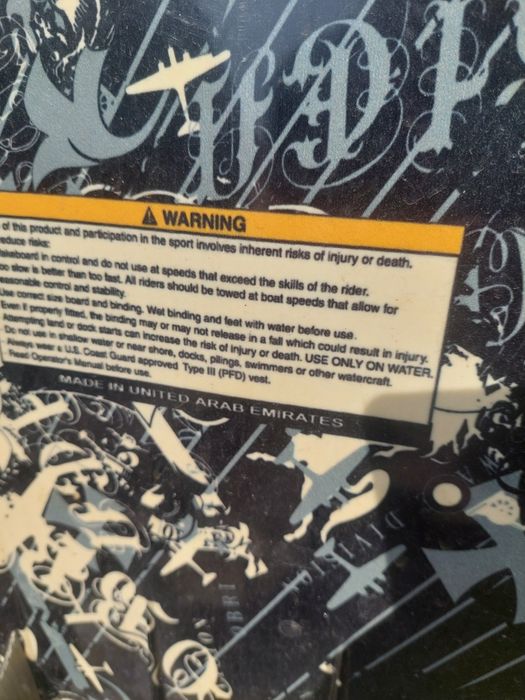 WARNING
of this product and participation in the sport involves inherent risks of injury or death.
educe risks:
akeboard in control and do not use at speeds that exceed the skills of the rider.
oo slow is better than too fast. All riders should be towed at boat speeds that allow for
easonable control and stability.
Use correct size board and binding. Wet binding and feet with water before use.
Even if properly fitted, the binding may or may not release in a fall which could result in injury.
Attempting land or dock starts can increase the risk of injury or death. USE ONLY ON WATER.
Do not use in shallow water or near shore, docks, pilings, swimmers or other watercraft.
Always wear a U.S. Coast Guard approved Type III (PFD) vest.
Read Operator's Manual before use.
MADE IN UNITED ARAB EMIRATES
DIVISION